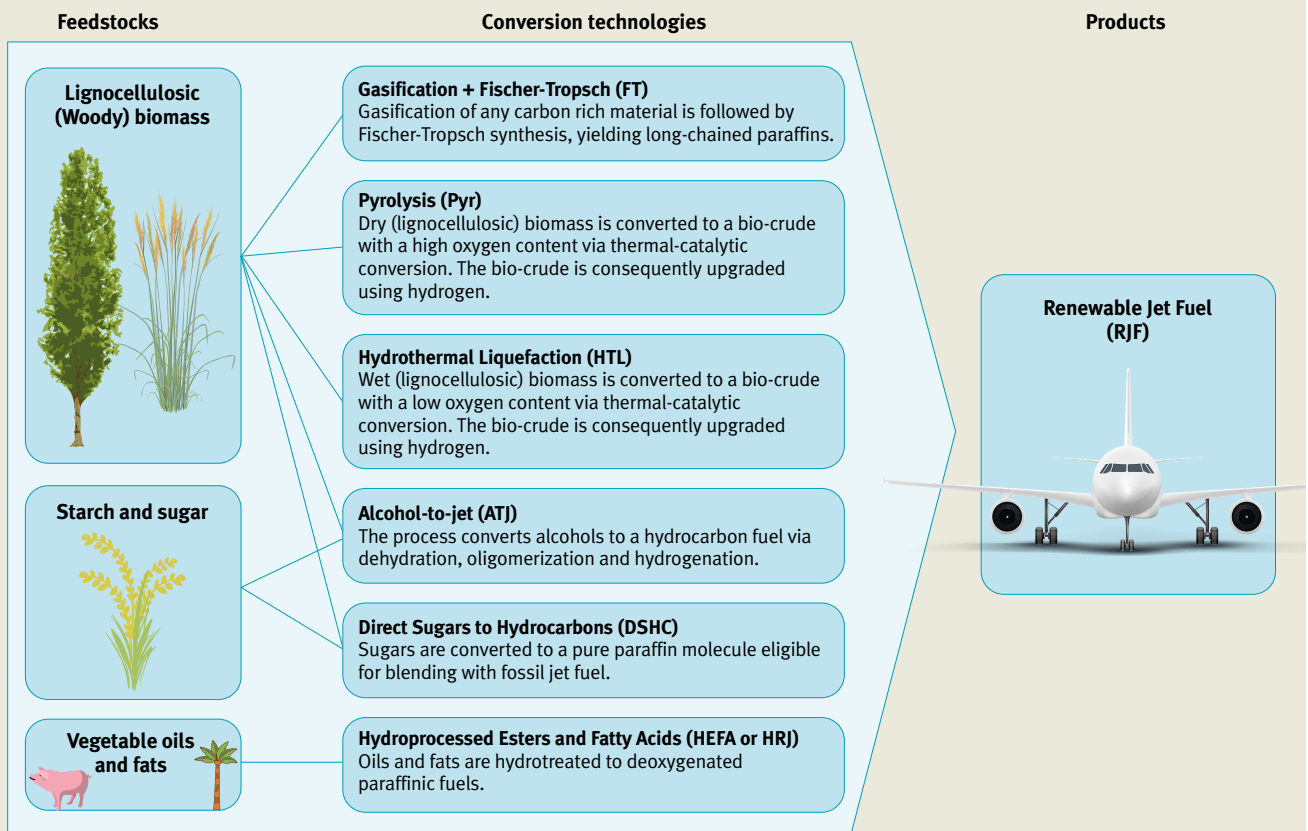 Feedstocks
Conversion technologies
Products
Lignocellulosic
(Woody) biomass
Gasification + Fischer-Tropsch (FT)
Gasification of any carbon rich material is followed by
Fischer-Tropsch synthesis, yielding long-chained paraffins.
Pyrolysis (Pyr)
Dry (lignocellulosic) biomass is converted to a bio-crude
with a high oxygen content via thermal-catalytic
conversion. The bio-crude is consequently upgraded
using hydrogen.
Hydrothermal Liquefaction (HTL)
Wet (lignocellulosic) biomass is converted to a bio-crude
with a low oxygen content via thermal-catalytic
conversion. The bio-crude is consequently upgraded
using hydrogen.
Starch and sugar
Alcohol-to-jet (ATJ)
The process converts alcohols to a hydrocarbon fuel via
dehydration, oligomerization and hydrogenation.
Direct Sugars to Hydrocarbons (DSHC)
Sugars are converted to a pure paraffin molecule eligible
for blending with fossil jet fuel.
Vegetable oils
and fats
Hydroprocessed Esters and Fatty Acids (HEFA or HRJ)
Oils and fats are hydrotreated to deoxygenated
paraffinic fuels.
Renewable Jet Fuel
(RJF)